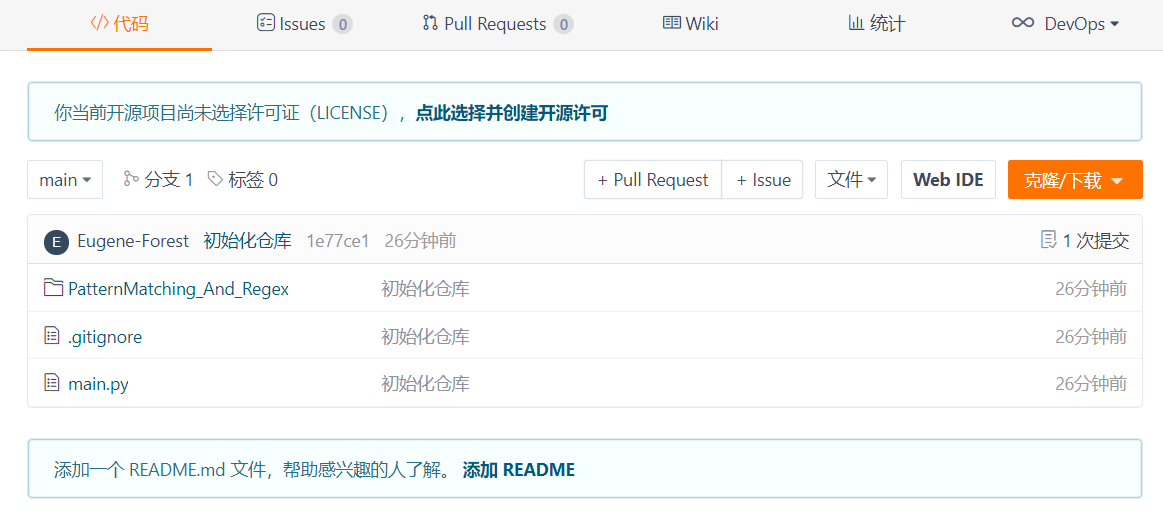 代码 Issues 0 Pull Requests 0 Wiki 统计 DevOps
你当前开源项目尚未选择许可证（LICENSE），点此选择并创建开源许可
main 分支 1 标签 0 + Pull Request + Issue 文件 Web IDE 克隆/下载
E Eugene-Forest 初始化仓库 1e77ce1 26分钟前 1 次提交
PatternMatching_And_Regex 初始化仓库 26分钟前
.gitignore 初始化仓库 26分钟前
main.py 初始化仓库 26分钟前
添加一个 README.md 文件，帮助感兴趣的人了解。 添加 README